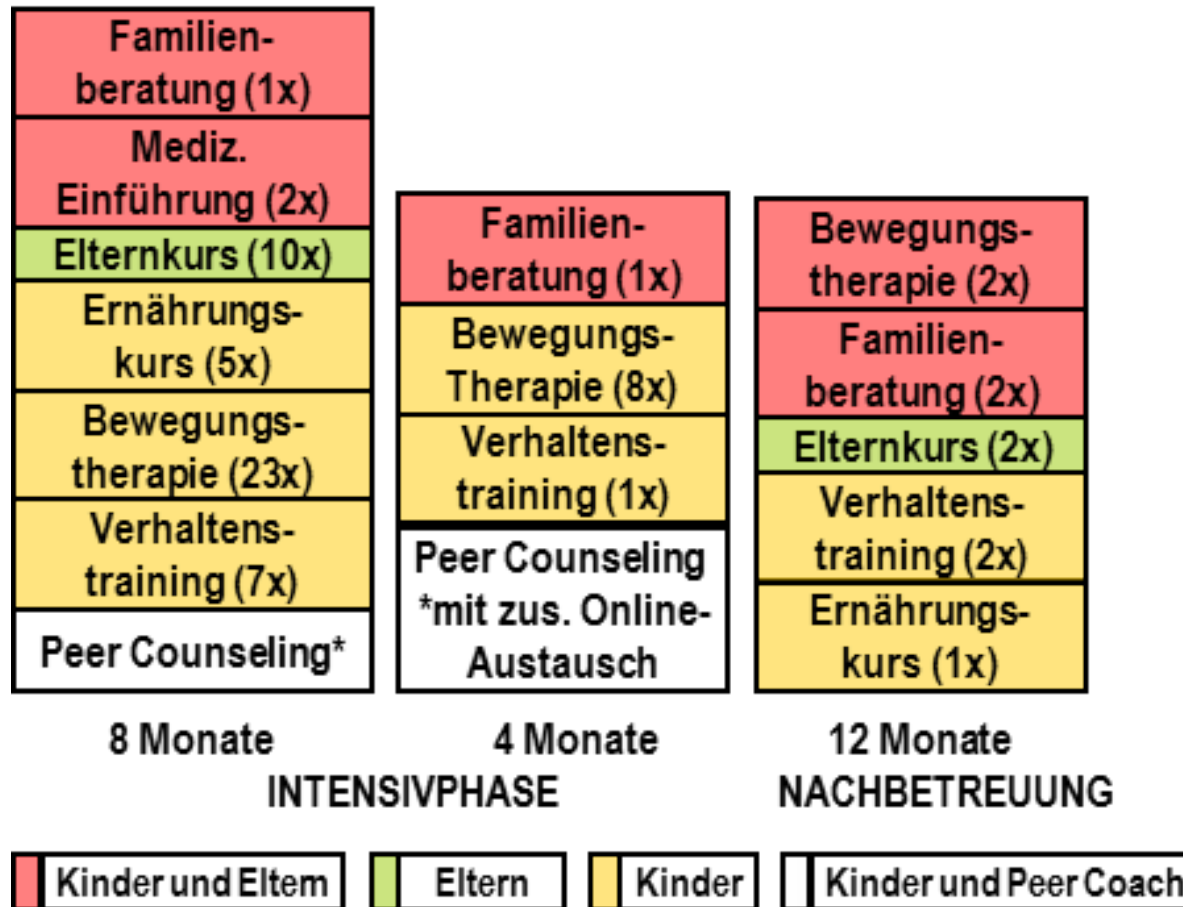 Familien-
beratung (1x)
Mediz.
Einführung (2x)
Elternkurs (10x)
Ernährungs-
kurs (5x)
Bewegungs-
therapie (23x)
Verhaltens-
training (7x)
Peer Counseling*
Familien-
beratung (1x)
Bewegungs-
Therapie (8x)
Verhaltens-
training (1x)
Peer Counseling
*mit zus. Online-
Austausch
Bewegungs-
therapie (2x)
Familien-
beratung (2x)
Elternkurs (2x)
Verhaltens-
training (2x)
Ernährungs-
kurs (1x)
8 Monate
4 Monate
12 Monate
INTENSIVPHASE
NACHBETREUUNG
Kinder und Eltern
Eltern
Kinder
Kinder und Peer Coach